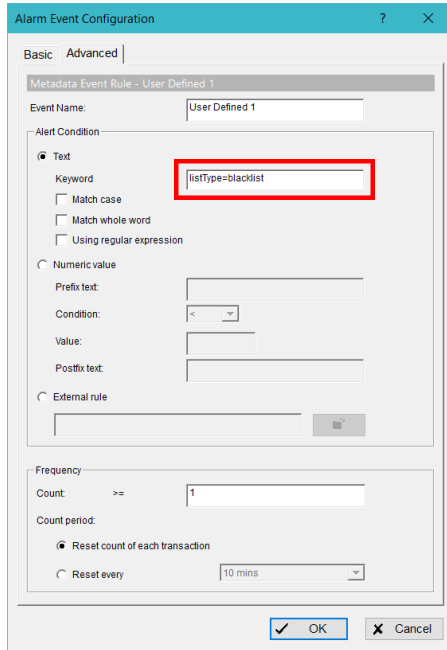 Alarm Event Configuration ? ×
Basic Advanced
Metadata Event Rule - User Defined 1
Event Name: User Defined 1
Alert Condition
Text
Keyword listType=blacklist
Match case
Match whole word
Using regular expression
Numeric value
Prefix text:
Condition: <
Value:
Postfix text:
External rule
Frequency
Count: >= 1
Count period:
Reset count of each transaction
Reset every 10 mins
OK Cancel